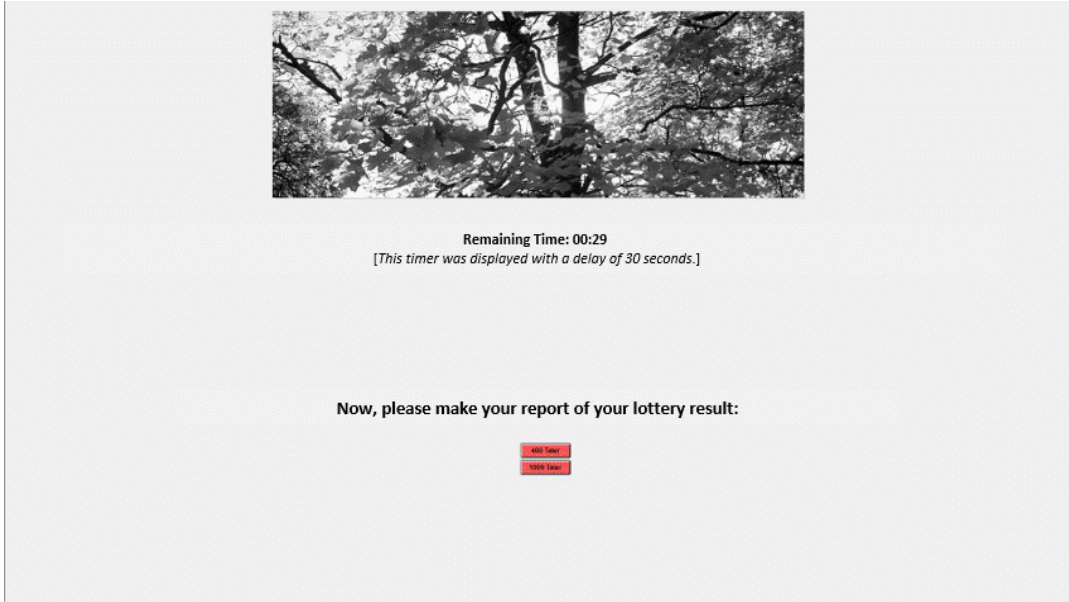 Remaining Time: 00:29
[This timer was displayed with a delay of 30 seconds.]
Now, please make your report of your lottery result:
400 Taler
1000 Taler